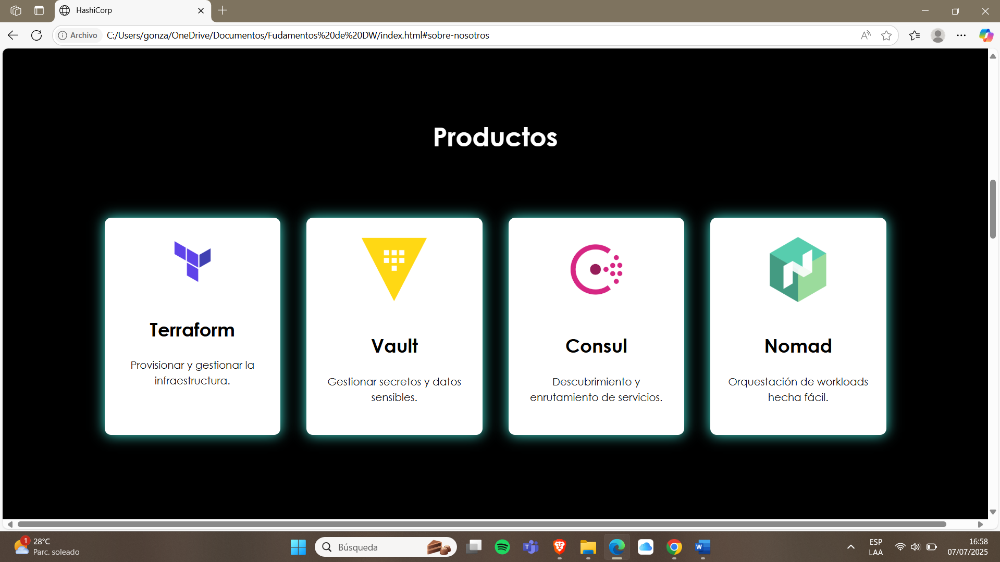 HashiCorp
Archivo
C:/Users/gonza/OneDrive/Documentos/Fudamentos%20de%20DW/index.html#sobre-nosotros
Productos
Terraform
Provisionar y gestionar la
infraestructura.
Vault
Gestionar secretos y datos
sensibles.
Consul
Descubrimiento y
enrutamiento de servicios.
Nomad
Orquestación de workloads
hecha fácil.
1
28°C
Parc. soleado
Búsqueda
ESP
LAA
16:58
07/07/2025